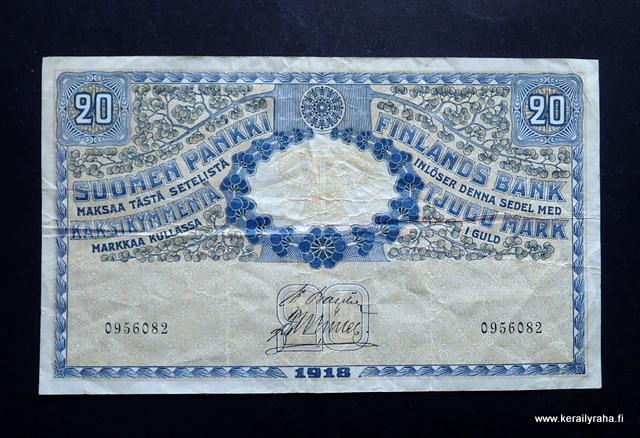 20
20
SUOMEN PANKKI
MAKSAA TÄSTÄ SETELISTÄ
KAKSIKYMMENTÄ
MARKKAA KULLASSA
FINLANDS BANK
INLÖSER DENNA SEDEL MED
TJUGU MARK
I GULD
0956082
20
0956082
1918
www.kerailyraha.fi